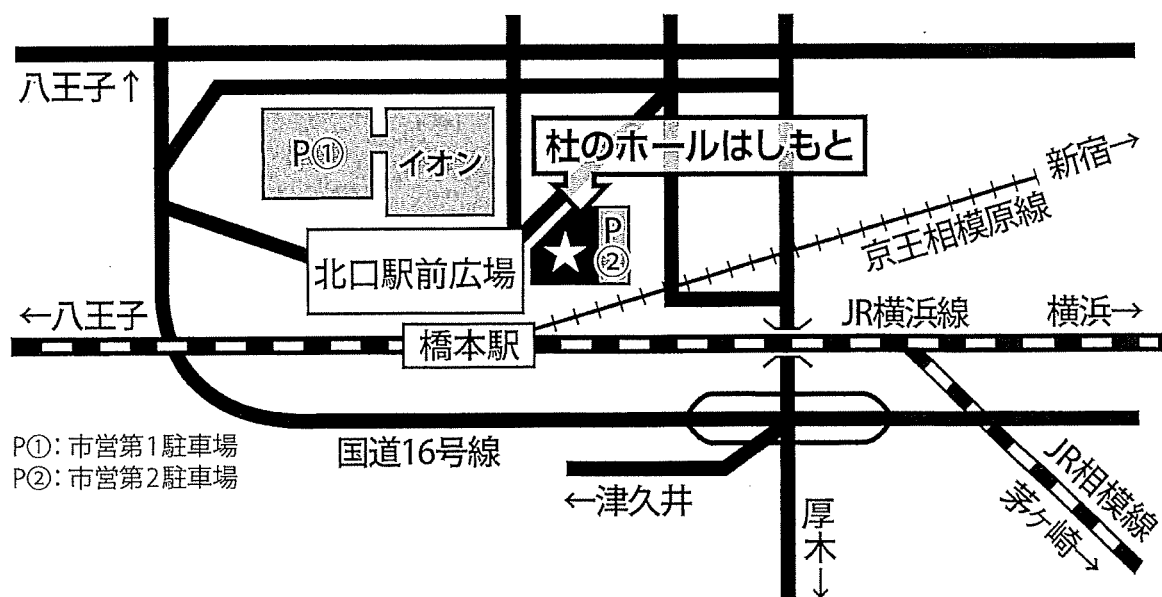 八王子↑
P①
イオン
杜のホールはしもと
新宿→
京王相模原線
P
②
北口駅前広場
←八王子
橋本駅
JR横浜線
横浜→
P①：市営第1駐車場
P②：市営第2駐車場
国道16号線
←津久井
厚木↓
JR相模線
茅ヶ崎→